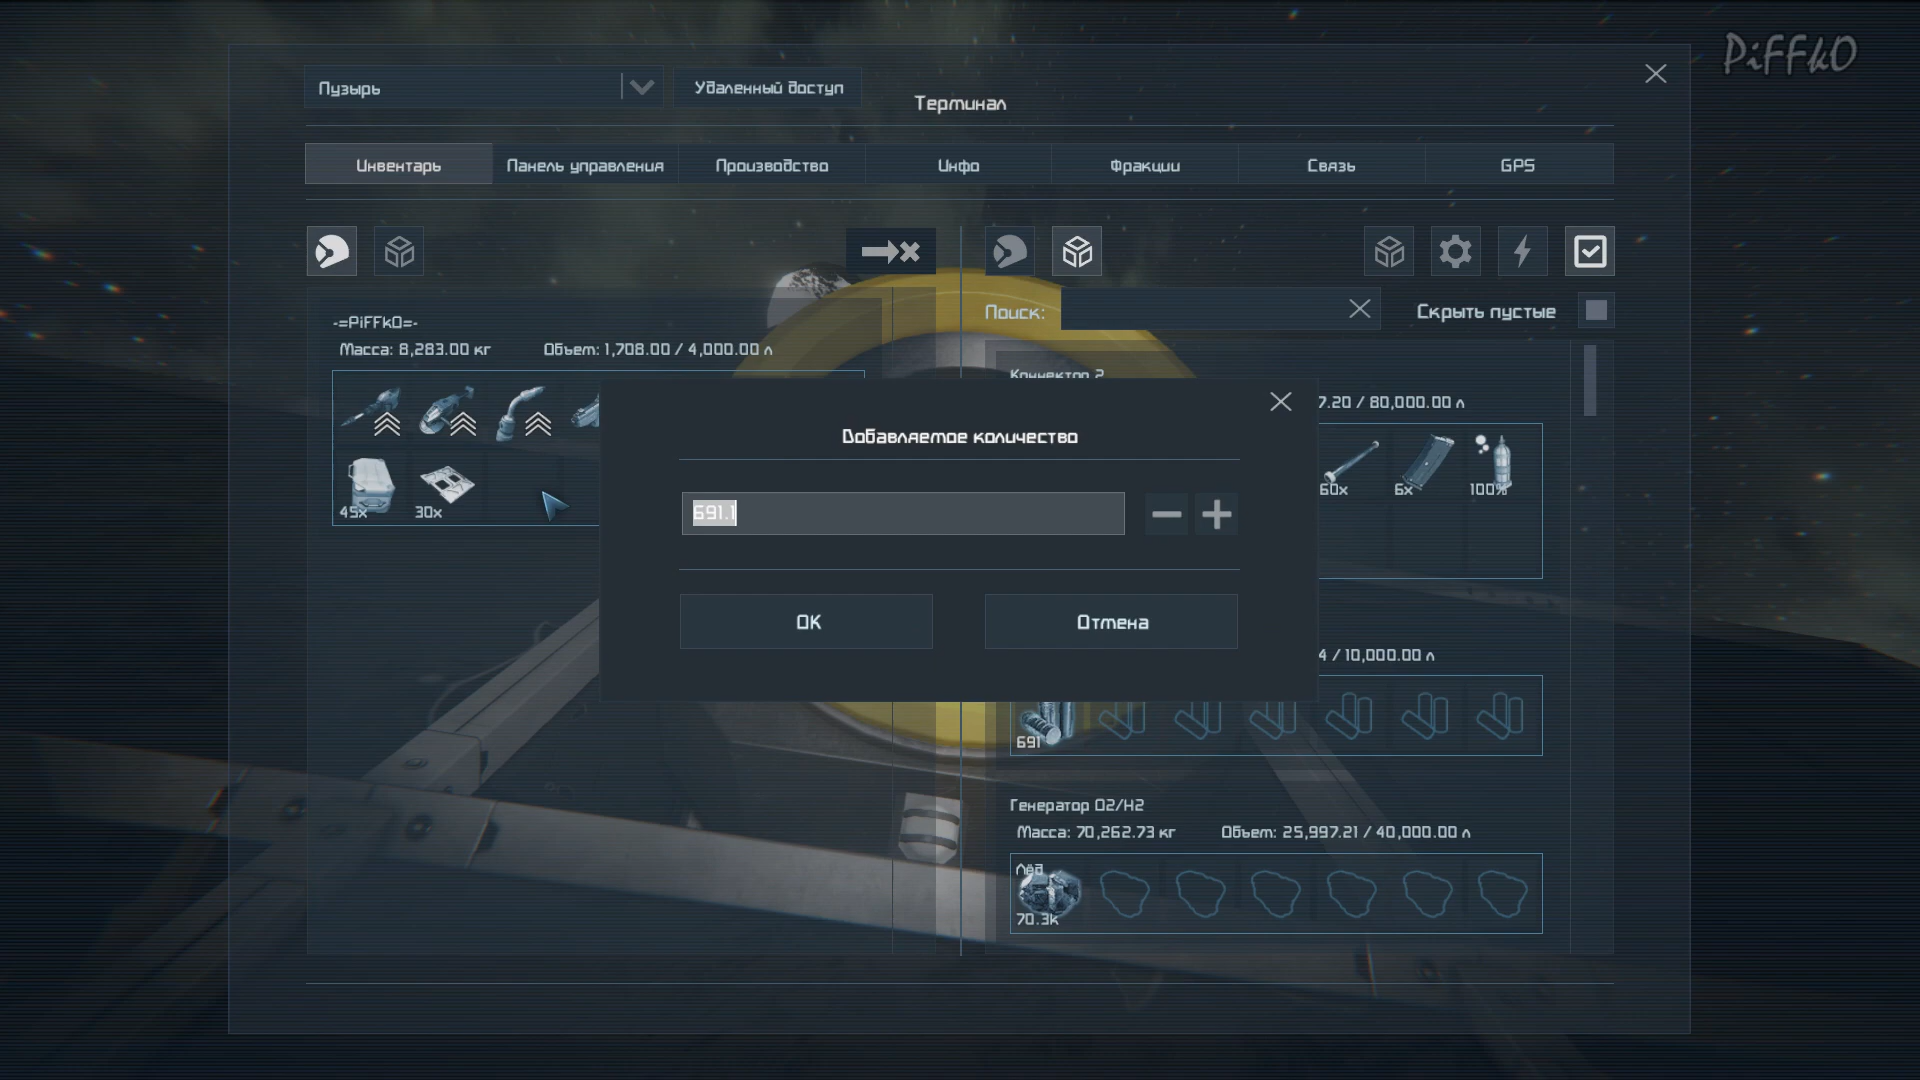 PiFFkO
Пузырь
Удаленный доступ
Терминал
Инвентарь
Панель управления
Производство
Инфо
Фракции
Связь
GPS
Поиск:
Скрыть пустые
-=PiFFkO=-
Масса: 8,283.00 кг
Объем: 1,708.00 / 4,000.00 л
45x
30x
Коннектор 2
7.20 / 80,000.00 л
60x
6x
100%
Добавляемое количество
691.1
OK
Отмена
4 / 10,000.00 л
691
Генератор O2/H2
Масса: 70,262.73 кг
Объем: 25,997.21 / 40,000.00 л
Лёд
70.3k